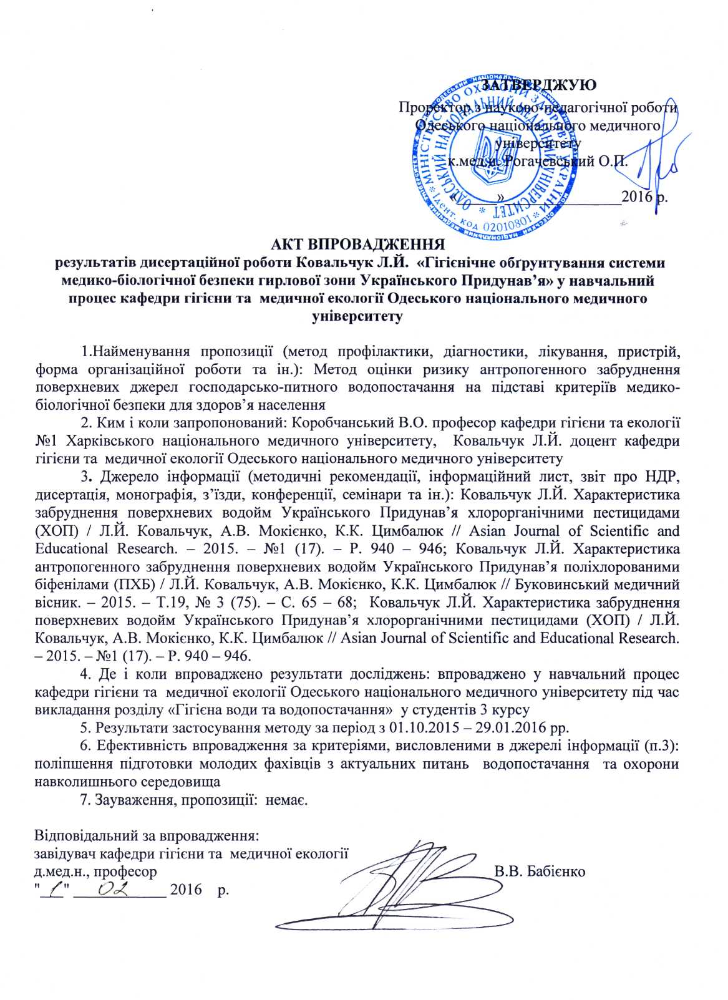 ЗАТВЕРДЖУЮ
Проректор з науково-педагогічної роботи
Одеського національного медичного
університету
к.мед.н. Рогачевський О.П.
«_____»_______________2016 р.
МІНІСТЕРСТВО ОХОРОНИ ЗДОРОВ'Я УКРАЇНИ
ОДЕСЬКИЙ НАЦІОНАЛЬНИЙ МЕДИЧНИЙ УНІВЕРСИТЕТ
Ідент. код 02010801
АКТ ВПРОВАДЖЕННЯ
результатів дисертаційної роботи Ковальчук Л.Й. «Гігієнічне обґрунтування системи
медико-біологічної безпеки гирлової зони Українського Придунав’я» у навчальний
процес кафедри гігієни та медичної екології Одеського національного медичного
університету
1.Найменування пропозиції (метод профілактики, діагностики, лікування, пристрій,
форма організаційної роботи та ін.): Метод оцінки ризику антропогенного забруднення
поверхневих джерел господарсько-питного водопостачання на підставі критеріїв медико-
біологічної безпеки для здоров’я населення
2. Ким і коли запропонований: Коробчанський В.О. професор кафедри гігієни та екології
№1 Харківського національного медичного університету, Ковальчук Л.Й. доцент кафедри
гігієни та медичної екології Одеського національного медичного університету
3. Джерело інформації (методичні рекомендації, інформаційний лист, звіт про НДР,
дисертація, монографія, з’їзди, конференції, семінари та ін.): Ковальчук Л.Й. Характеристика
забруднення поверхневих водойм Українського Придунав’я хлорорганічними пестицидами
(ХОП) / Л.Й. Ковальчук, А.В. Мокієнко, К.К. Цимбалюк // Asian Journal of Scientific and
Educational Research. – 2015. – №1 (17). – P. 940 – 946; Ковальчук Л.Й. Характеристика
антропогенного забруднення поверхневих водойм Українського Придунав’я поліхлорованими
біфенілами (ПХБ) / Л.Й. Ковальчук, А.В. Мокієнко, К.К. Цимбалюк // Буковинський медичний
вісник. – 2015. – Т.19, № 3 (75). – С. 65 – 68; Ковальчук Л.Й. Характеристика забруднення
поверхневих водойм Українського Придунав’я хлорорганічними пестицидами (ХОП) / Л.Й.
Ковальчук, А.В. Мокієнко, К.К. Цимбалюк // Asian Journal of Scientific and Educational Research.
– 2015. – №1 (17). – P. 940 – 946.
4. Де і коли впроваджено результати досліджень: впроваджено у навчальний процес
кафедри гігієни та медичної екології Одеського національного медичного університету під час
викладання розділу «Гігієна води та водопостачання» у студентів 3 курсу
5. Результати застосування методу за період з 01.10.2015 – 29.01.2016 рр.
6. Ефективність впровадження за критеріями, висловленими в джерелі інформації (п.3):
поліпшення підготовки молодих фахівців з актуальних питань водопостачання та охорони
навколишнього середовища
7. Зауваження, пропозиції: немає.
Відповідальний за впровадження:
завідувач кафедри гігієни та медичної екології
д.мед.н., професор В.В. Бабієнко
"1" 02 2016 р.